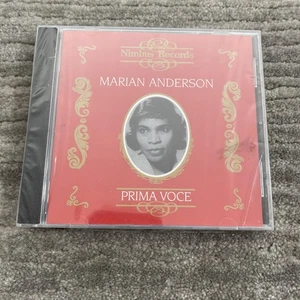 Nimbus Records
MARIAN ANDERSON
PRIMA VOCE